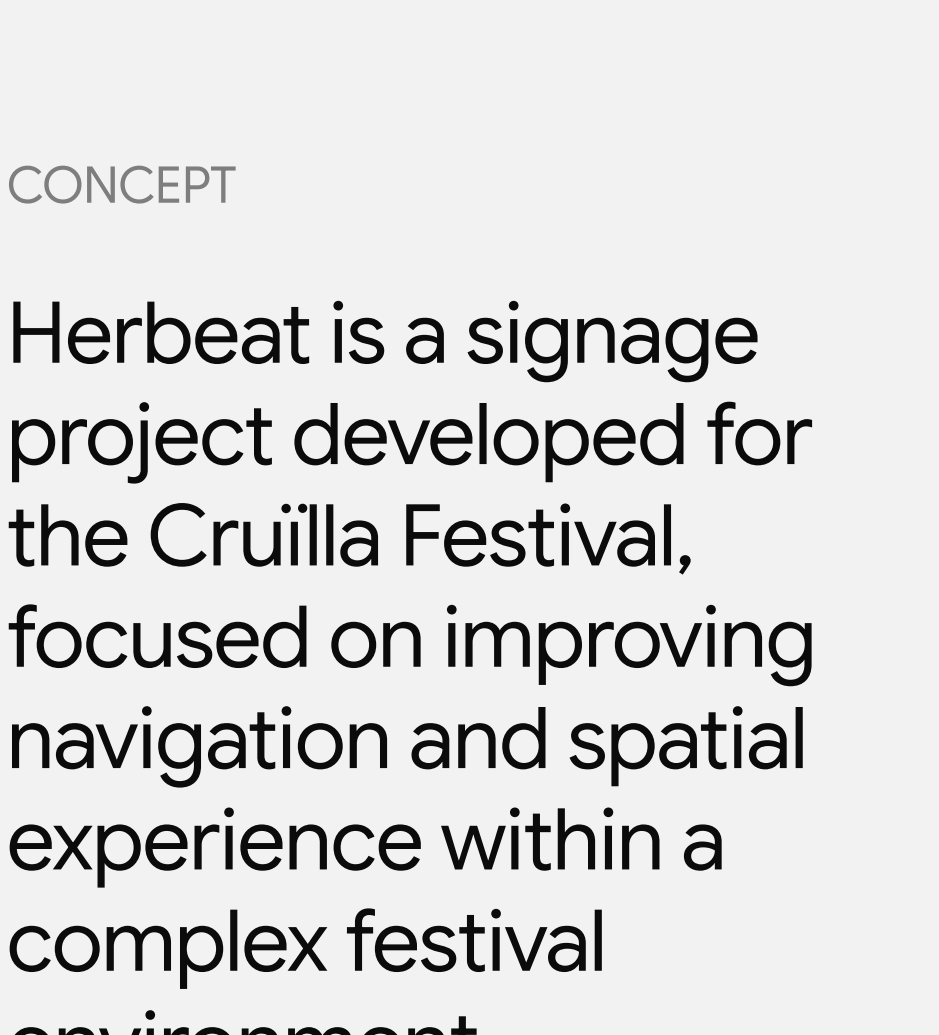 CONCEPT
Herbeat is a signage
project developed for
the Cruïlla Festival,
focused on improving
navigation and spatial
experience within a
complex festival
environment